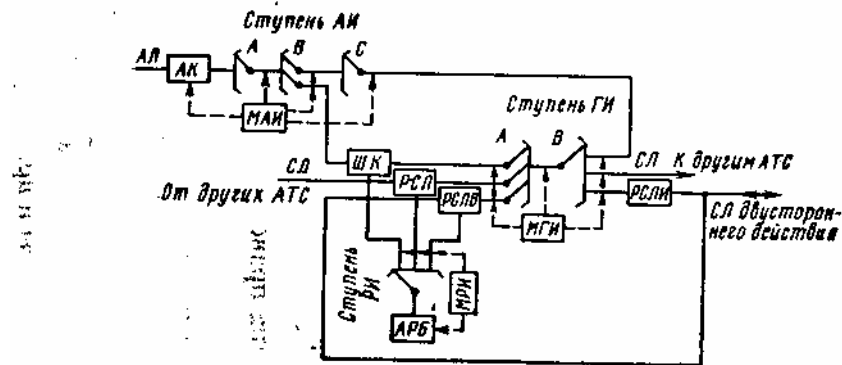 Ступень АИ
АЛ
АК
А
В
С
МАИ
Ступень ГИ
А
В
ШК
СЛ
РСЛ
От других АТС
РСЛВ
СЛ К другим АТС
РСЛИ
МГИ
СЛ двусторон-
него действия
Ступень
РИ
МРИ
АРБ